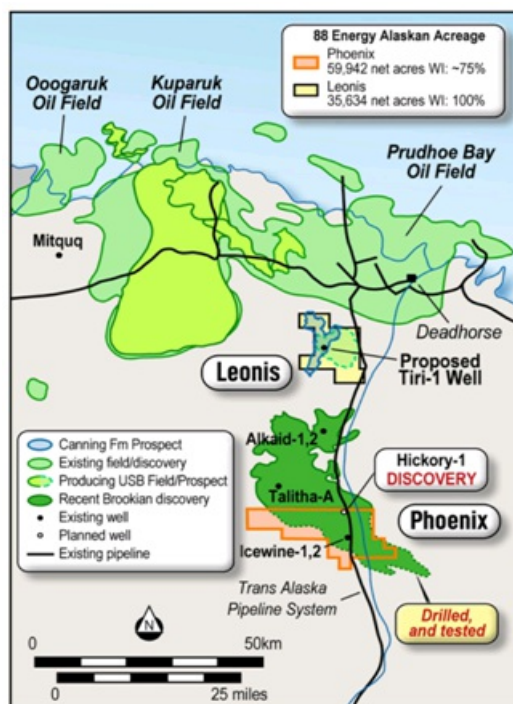 88 Energy Alaskan Acreage
Phoenix
59,942 net acres WI: ~75%
Leonis
35,634 net acres WI: 100%
Ooogaruk
Oil Field
Kuparuk
Oil Field
Prudhoe Bay
Oil Field
Mitquq
Deadhorse
Leonis
Proposed
Tiri-1 Well
Alkaid-1,2
Hickory-1
DISCOVERY
Talitha-A
Phoenix
Icewine-1,2
Canning Fm Prospect
Existing field/discovery
Producing USB Field/Prospect
Recent Brookian discovery
Existing well
Planned well
Existing pipeline
Trans Alaska
Pipeline System
Drilled,
and tested
N
0 50km
0 25 miles